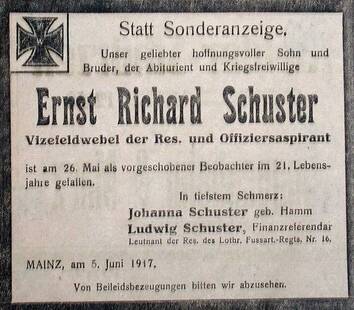 Statt Sonderanzeige.
Unser geliebter hoffnungsvoller Sohn und
Bruder, der Abiturient und Kriegsfreiwillige
Ernst Richard Schuster
Vizefeldwebel der Res. und Offiziersaspirant
ist am 26. Mai als vorgeschobener Beobachter im 21. Lebens-
jahre gefallen.
In tiefstem Schmerz:
Johanna Schuster geb. Hamm
Ludwig Schuster, Finanzreferendar
Leutnant der Res. des Lothr. Fussart.-Regts. Nr. 16.
MAINZ, am 5. Juni 1917.
Von Beileidsbezeugungen bitten wir abzusehen.